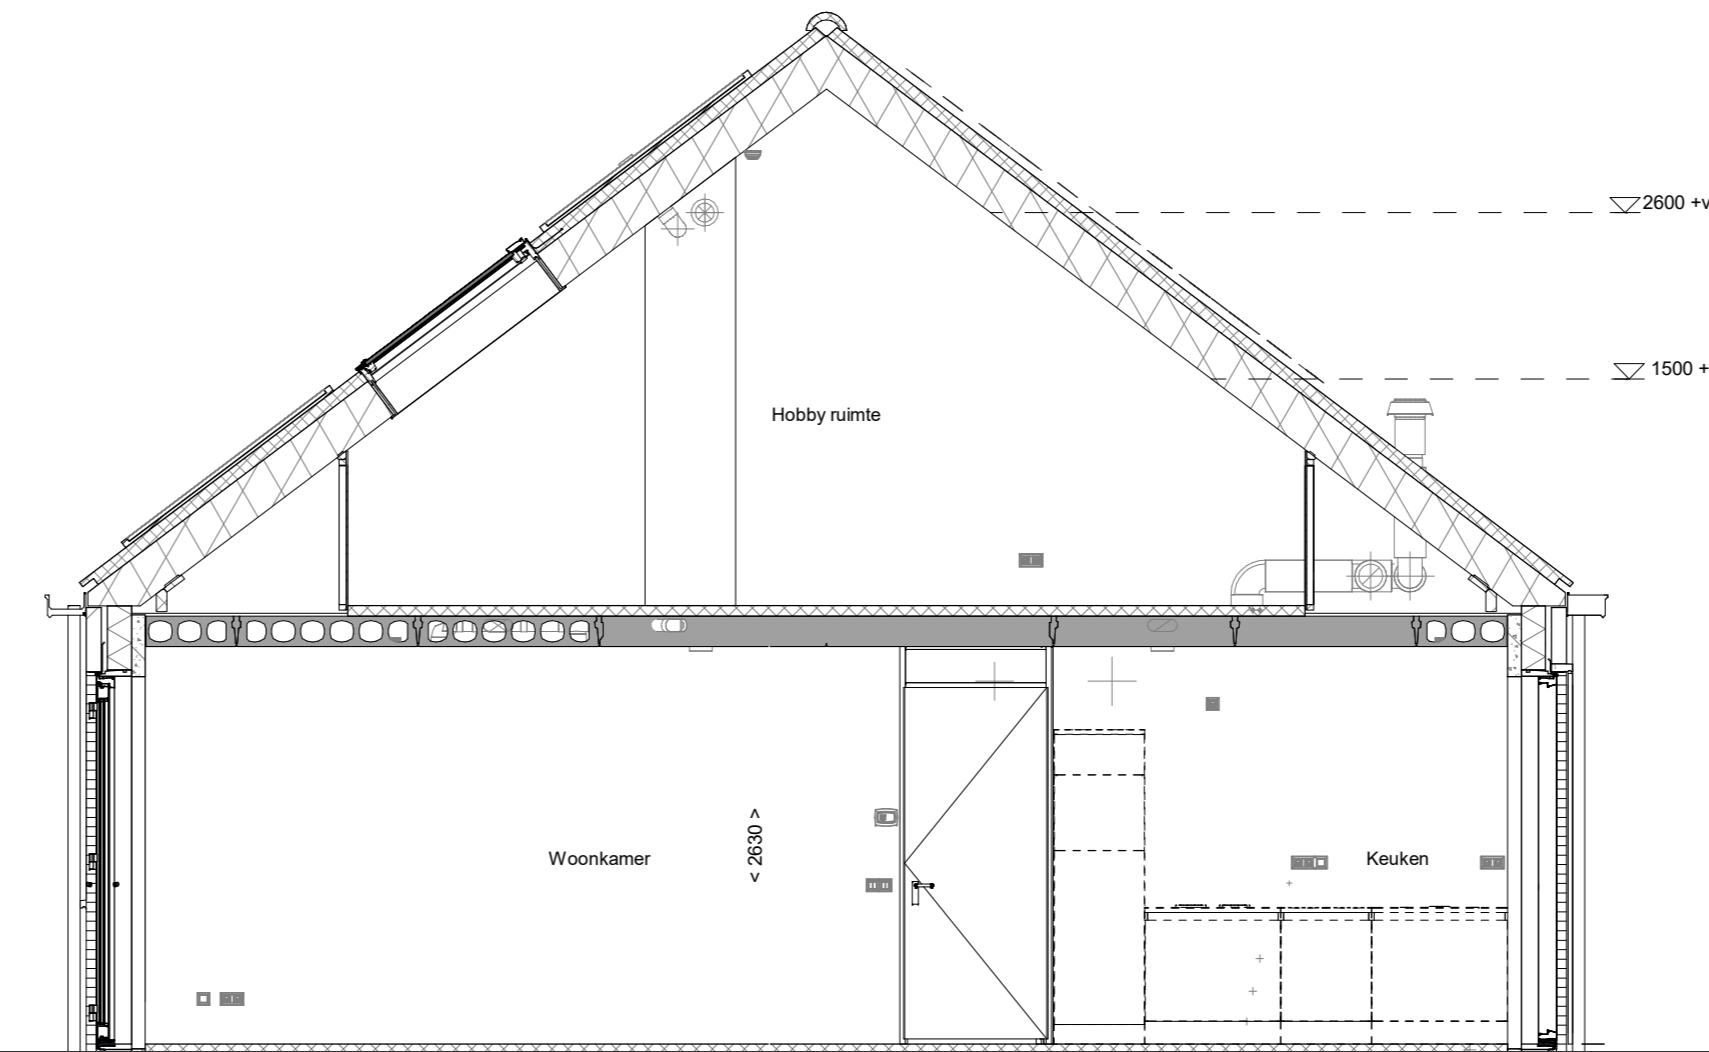 2600 +v
1500 +
Hobby ruimte
Woonkamer
< 2630 >
Keuken